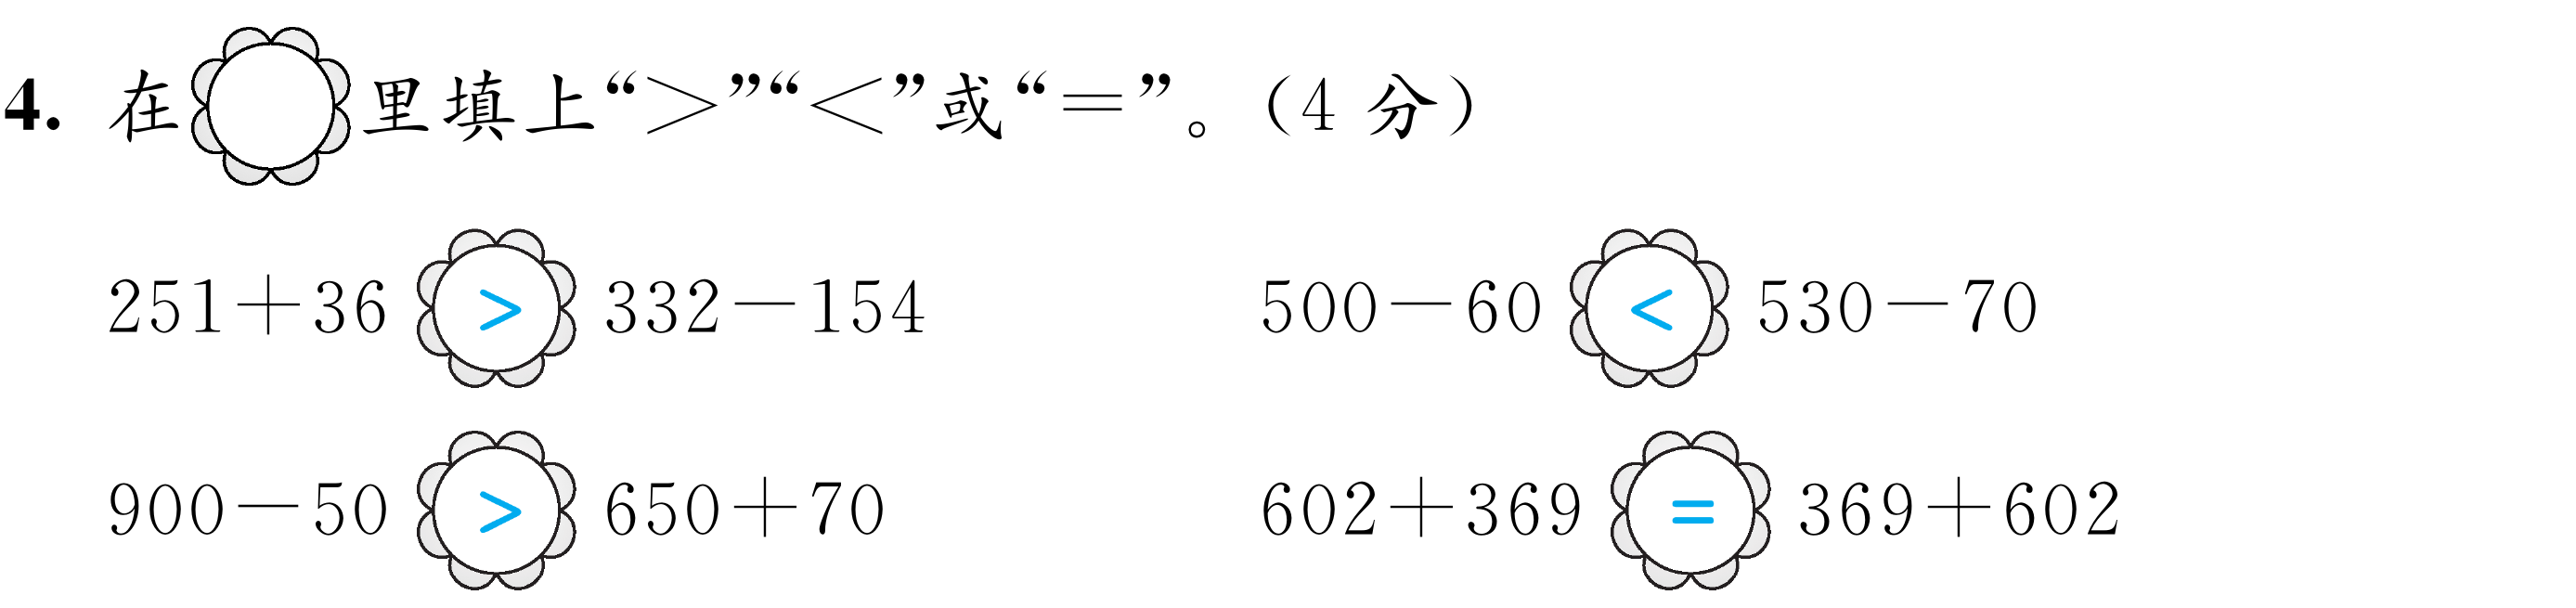 4. 在○里填上“>”“<”或“=”。(4 分)
251+36 > 332-154 500-60 < 530-70
900-50 > 650+70 602+369 = 369+602